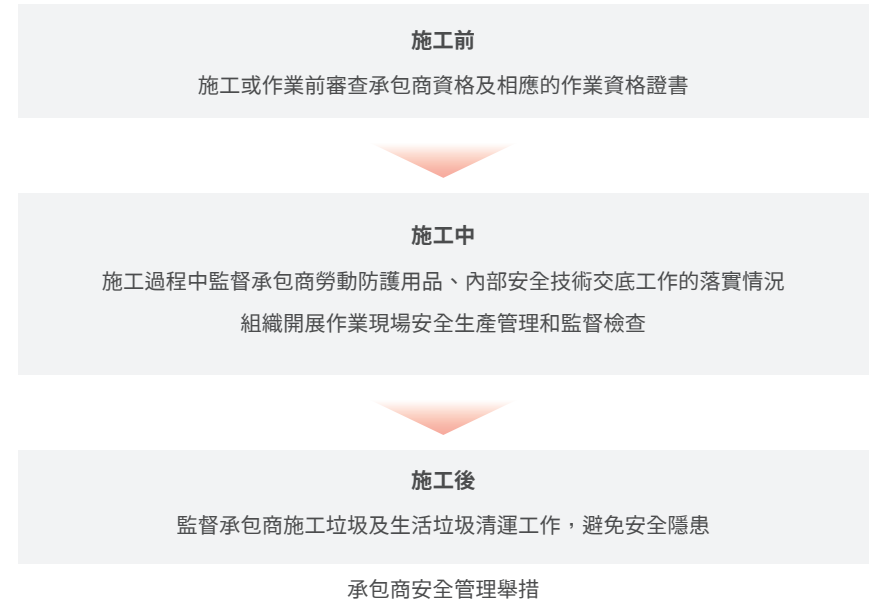 施工前
施工或作業前審查承包商資格及相應的作業資格證書
施工中
施工過程中監督承包商勞動防護用品、內部安全技術交底工作的落實情況
組織開展作業現場安全生產管理和監督檢查
施工後
監督承包商施工垃圾及生活垃圾清運工作，避免安全隱患
承包商安全管理舉措